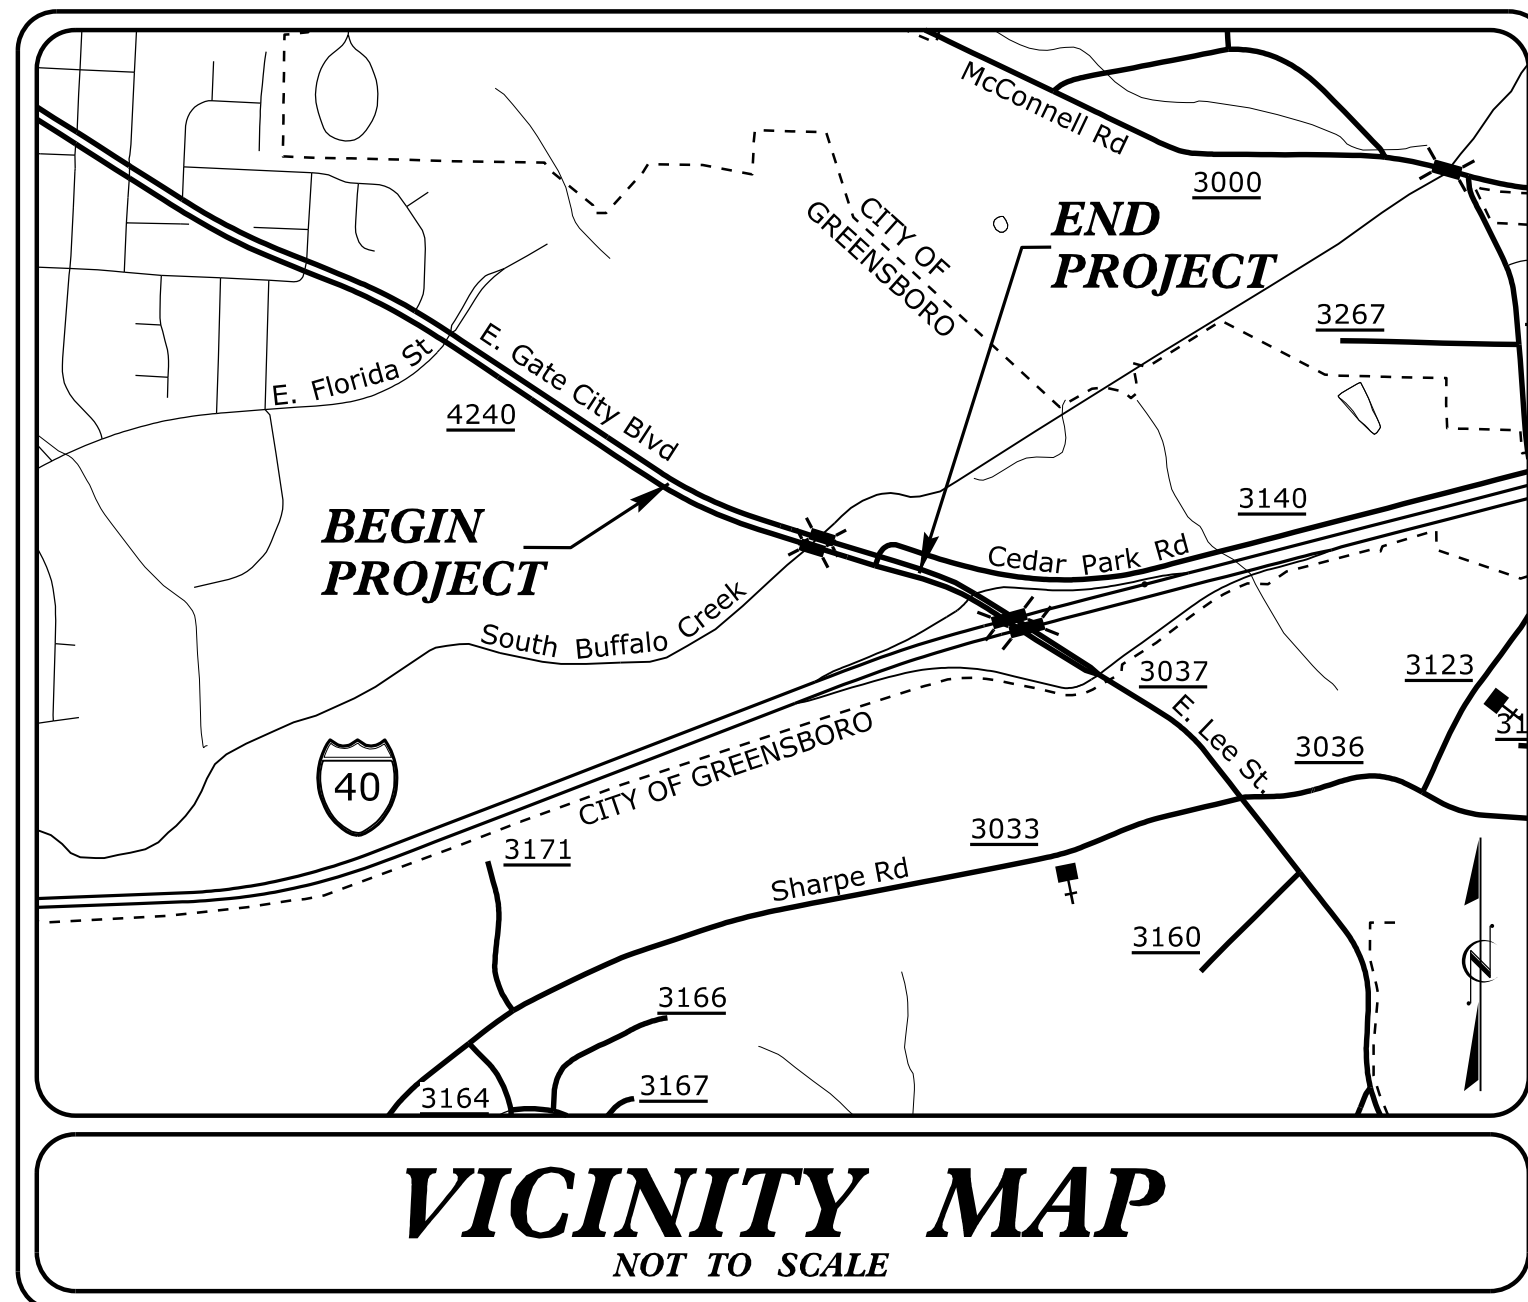 McConnell Rd
3000
CITY OF
GREENSBORO
END
PROJECT
3267
E. Gate City Blvd
E. Florida St
4240
3140
BEGIN
PROJECT
Cedar Park Rd
South Buffalo Creek
3037
3123
E. Lee St.
3036
CITY OF GREENSBORO
40
3171
3033
Sharpe Rd
3160
N
3166
3164
3167
VICINITY MAP
NOT TO SCALE